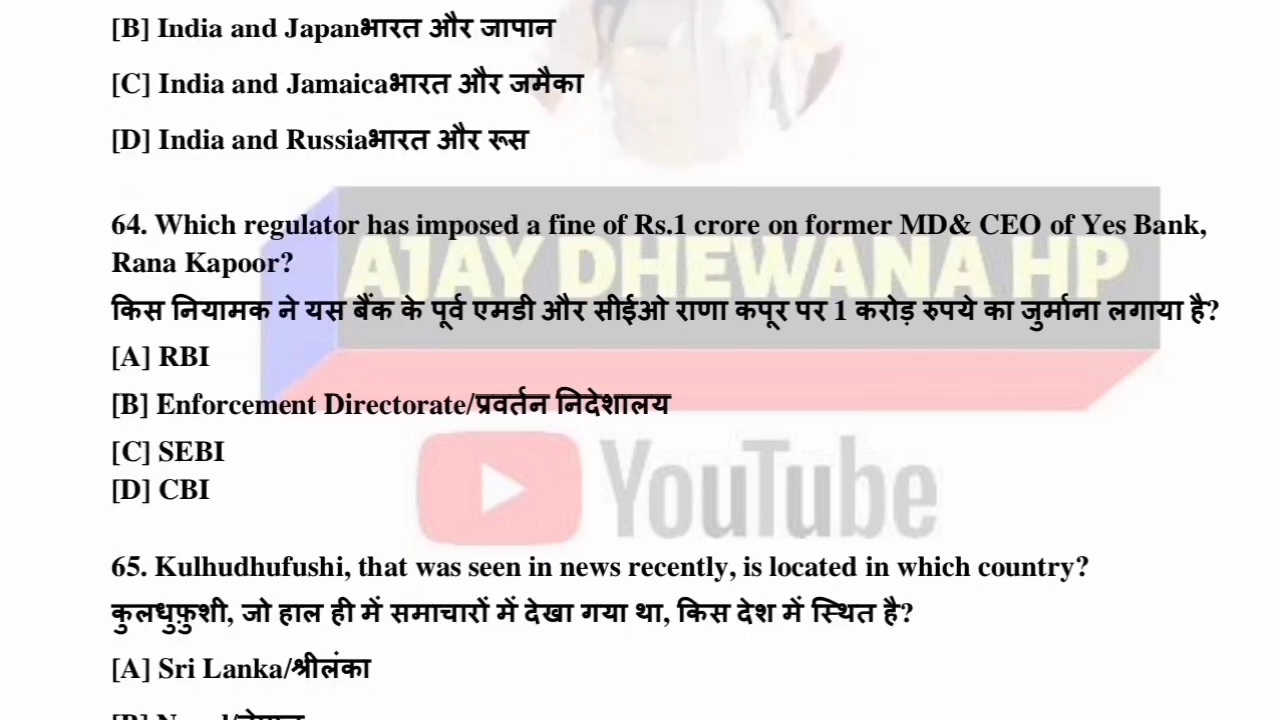 [B] India and Japanभारत और जापान
[C] India and Jamaicaभारत और जमैका
[D] India and Russiaभारत और रूस
64. Which regulator has imposed a fine of Rs.1 crore on former MD& CEO of Yes Bank,
Rana Kapoor?
AJAY DHEWANA HP
किस नियामक ने यस बैंक के पूर्व एमडी और सीईओ राणा कपूर पर 1 करोड़ रुपये का जुर्माना लगाया है?
[A] RBI
[B] Enforcement Directorate/प्रवर्तन निदेशालय
[C] SEBI
[D] CBI
YouTube
65. Kulhudhufushi, that was seen in news recently, is located in which country?
कुलधुफ़ुशी, जो हाल ही में समाचारों में देखा गया था, किस देश में स्थित है?
[A] Sri Lanka/श्रीलंका